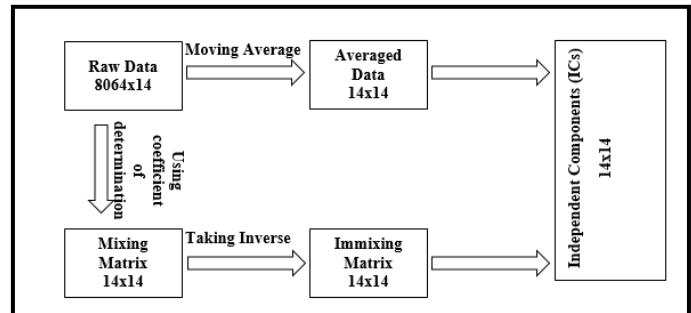 Moving Average
Raw Data
8064x14
Averaged
Data
14x14
Independent Components (ICs)
14x14
Using
coefficient
of
determination
Mixing
Matrix
14x14
Taking Inverse
Immixing
Matrix
14x14